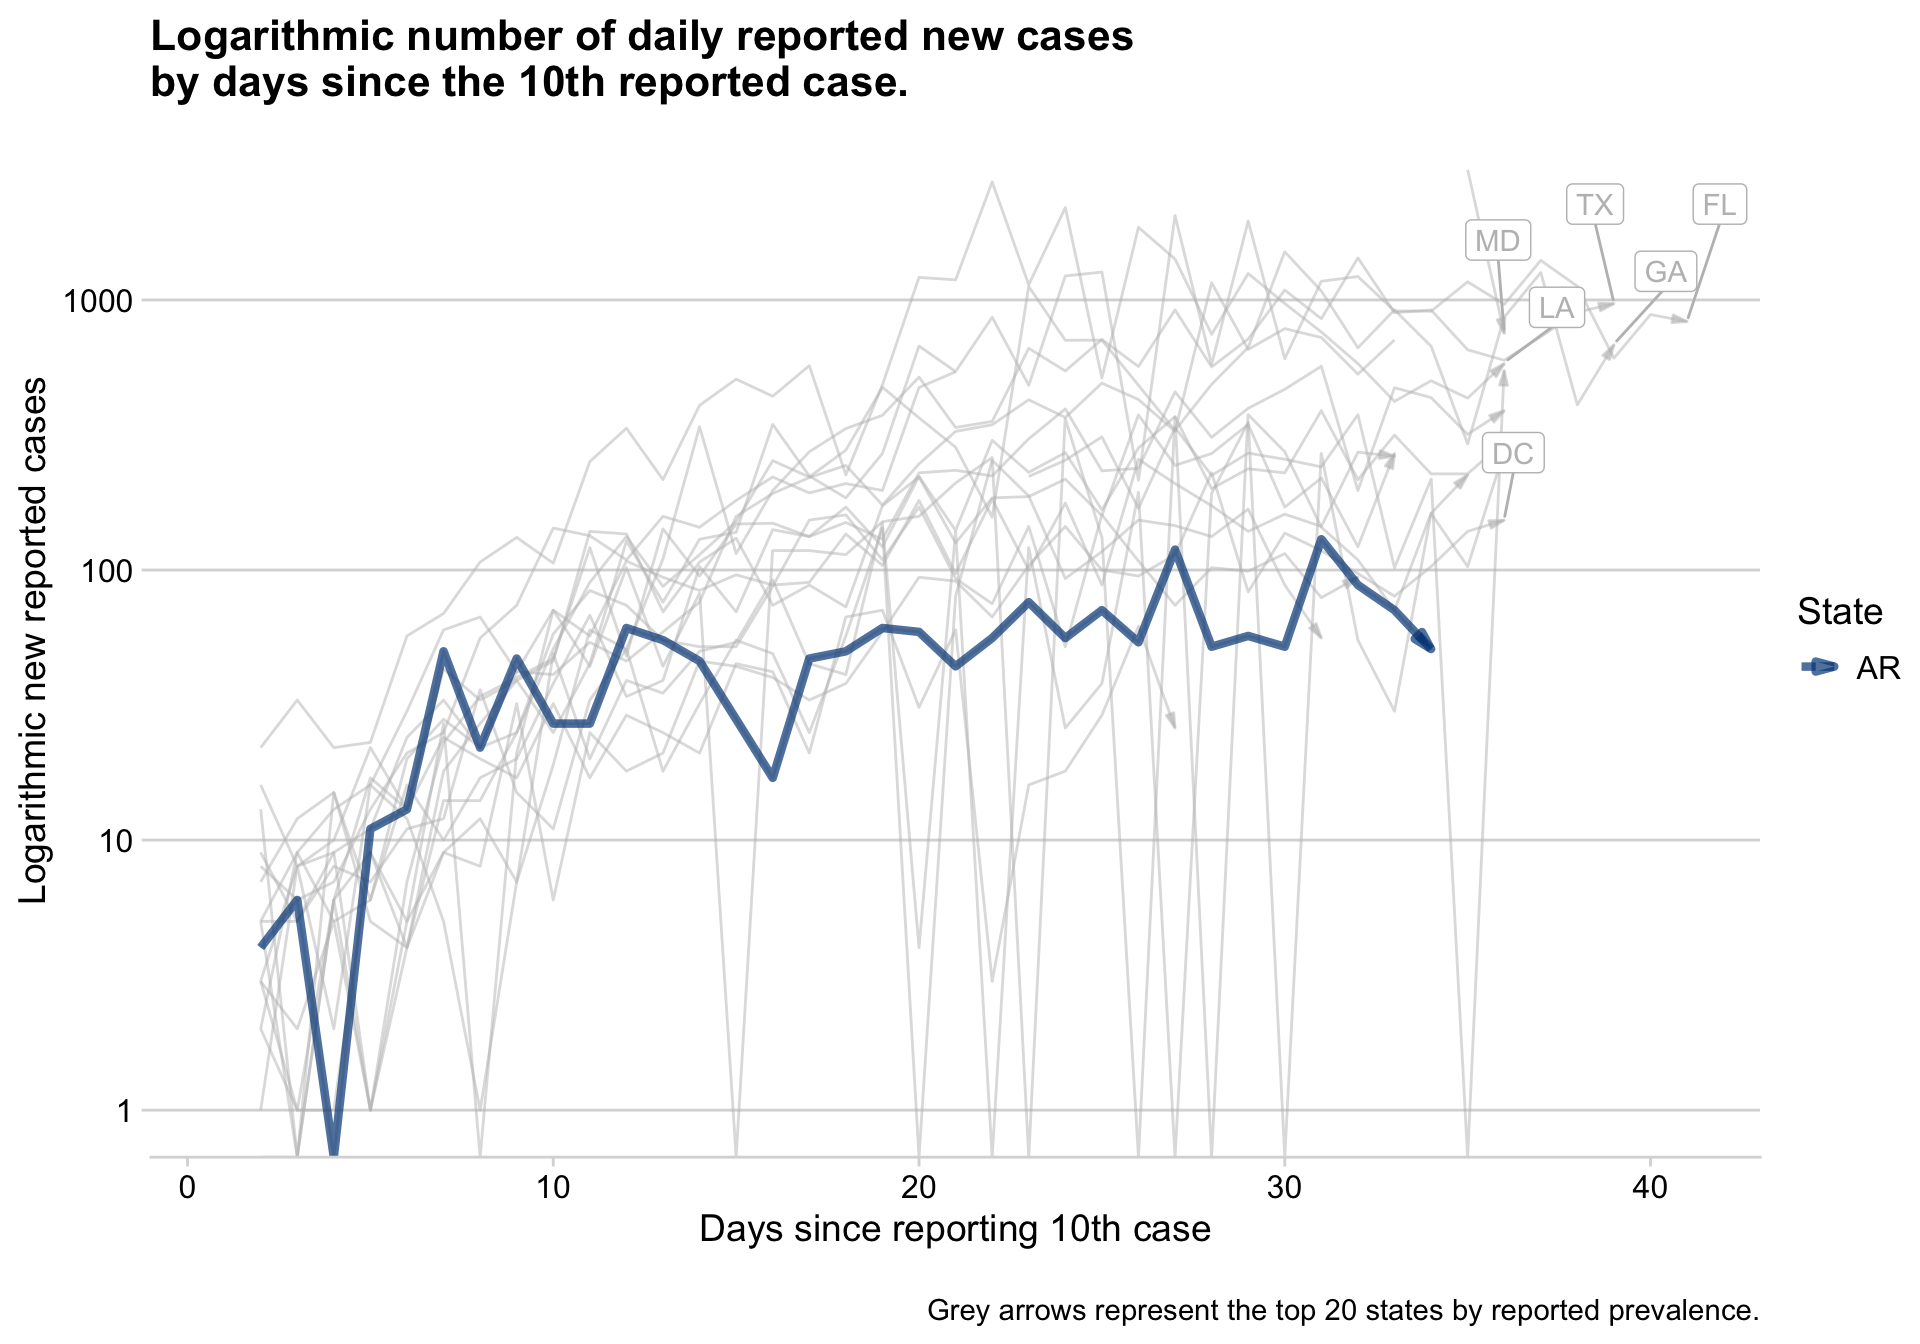 Logarithmic number of daily reported new cases
by days since the 10th reported case.
TX
FL
MD
GA
LA
DC
1000
100
10
1
Logarithmic new reported cases
0
10
20
30
40
Days since reporting 10th case
State
AR
Grey arrows represent the top 20 states by reported prevalence.